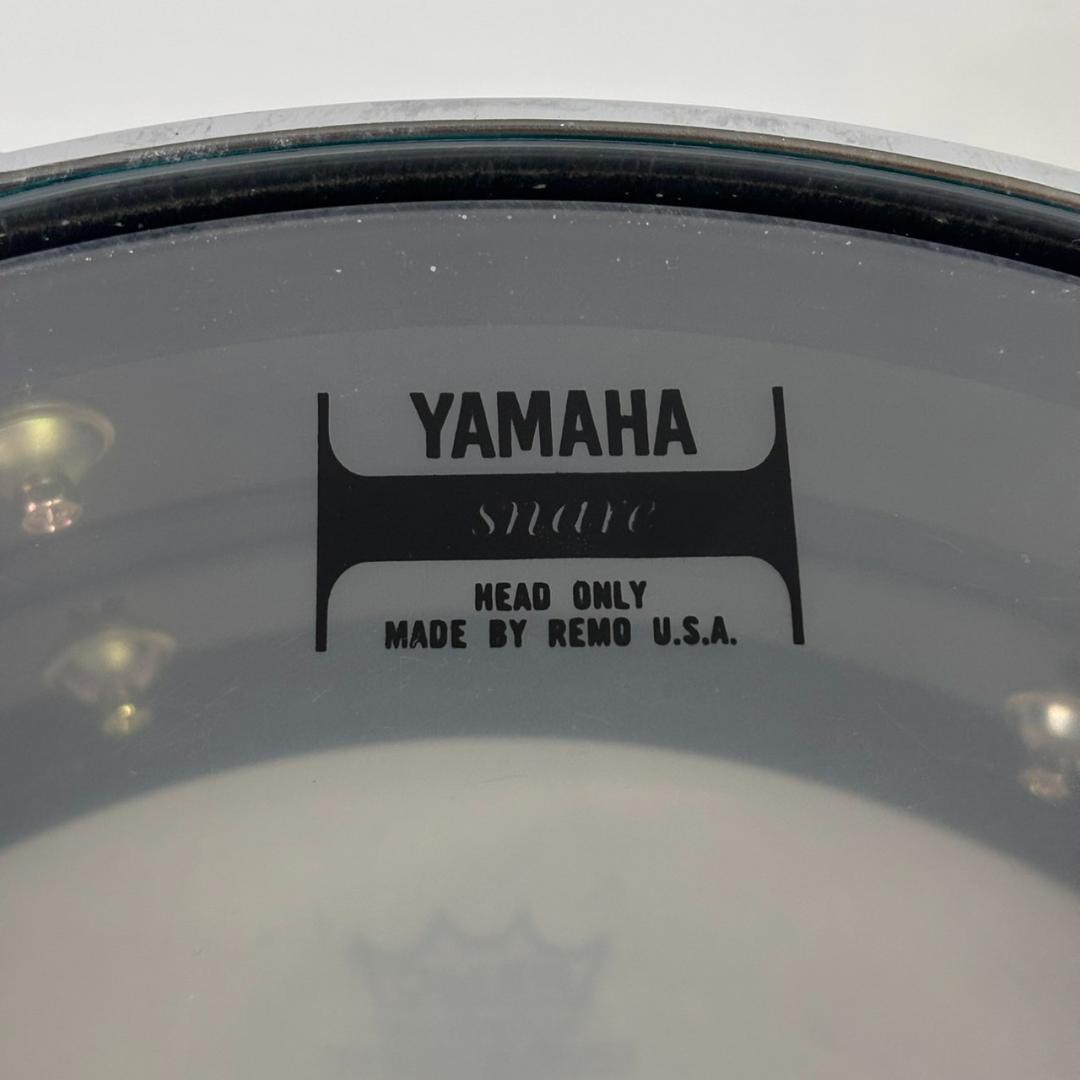 YAMAHA
snare
HEAD ONLY
MADE BY REMO U.S.A.